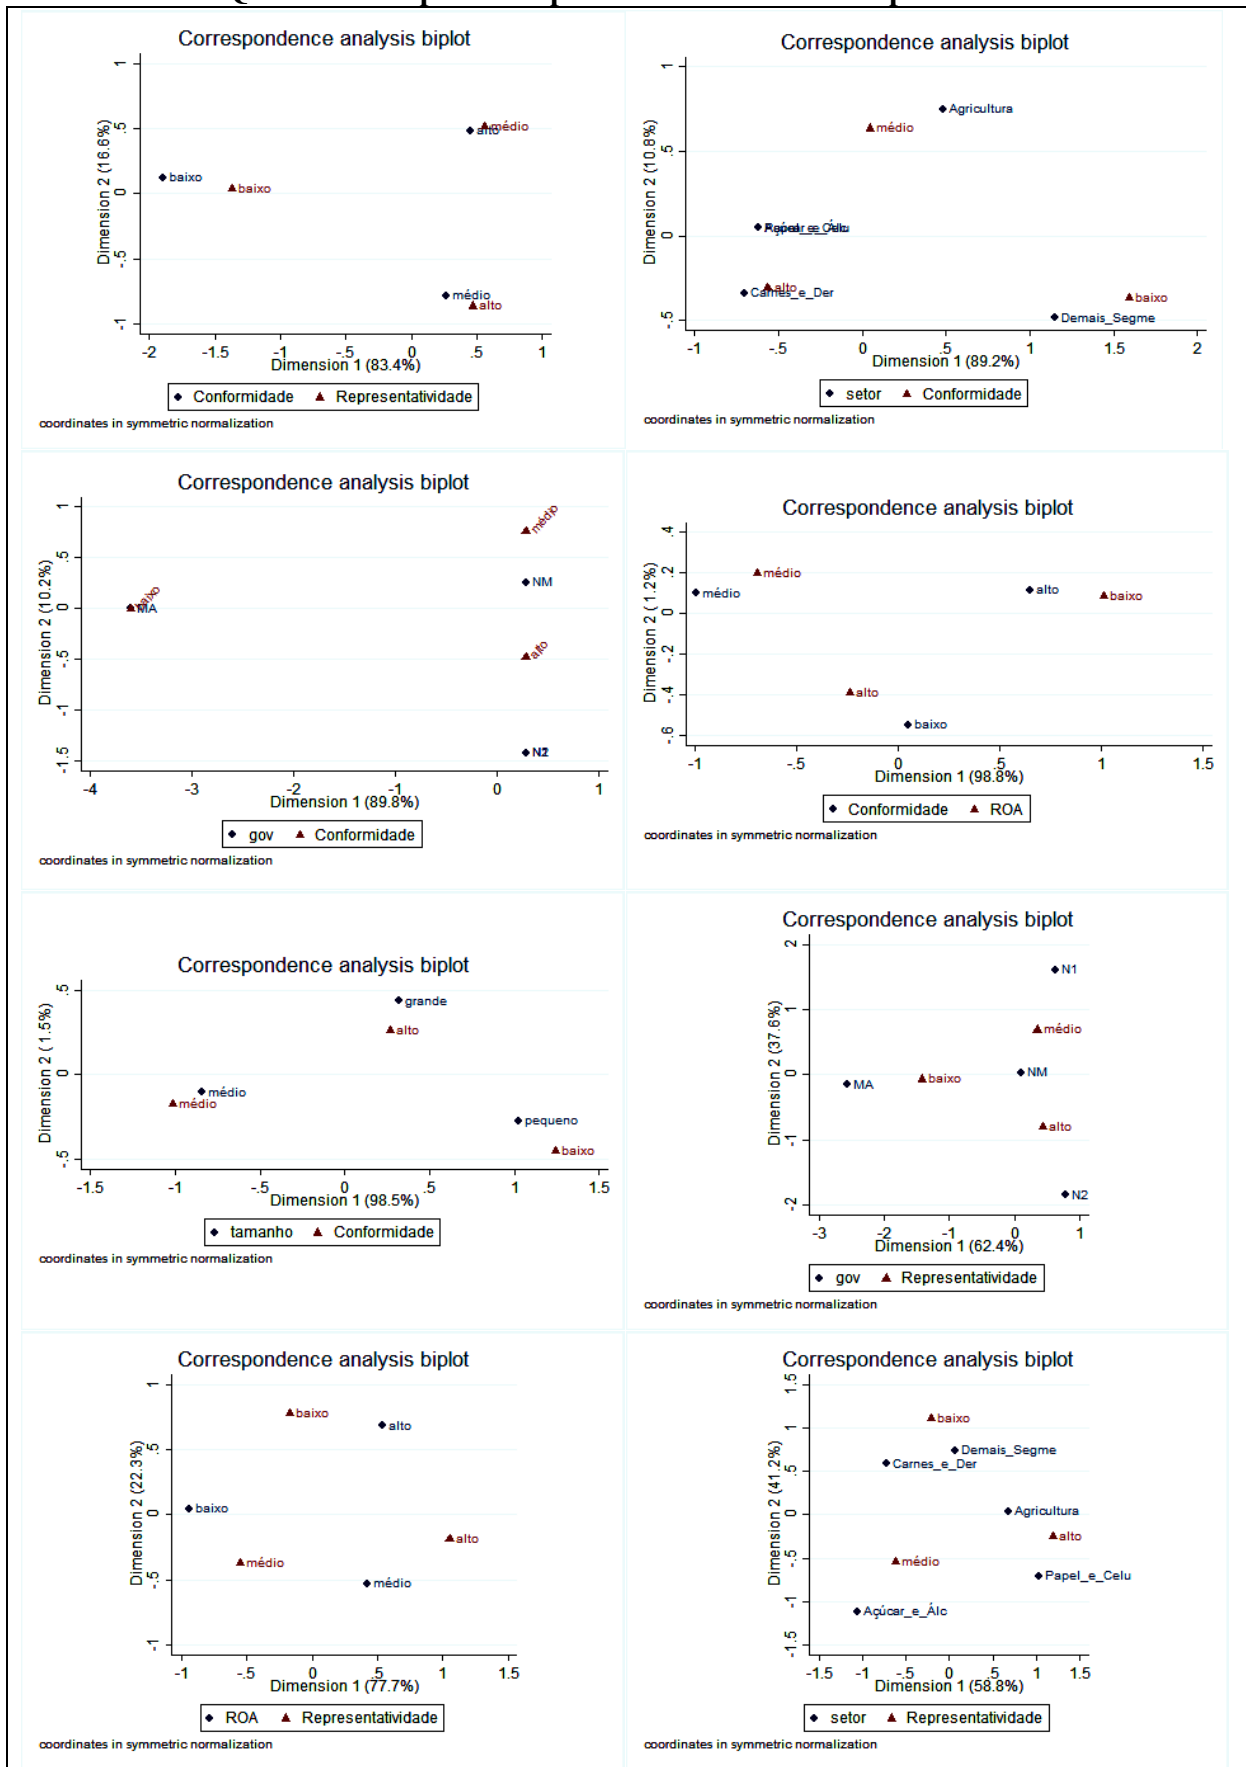 Correspondence analysis biplot
Dimension 2 (16.6%)
1
.5
0
-.5
-1
médio
alto
baixo
baixo
médio
alto
-2
-1.5
-1
-.5
0
.5
1
Dimension 1 (83.4%)
Conformidade
Representatividade
coordinates in symmetric normalization
Correspondence analysis biplot
Dimension 2 (10.8%)
1
.5
0
-.5
Agricultura
médio
alto
Carnes_e_Der
baixo
Demais_Segme
-1
-.5
0
.5
1
1.5
2
Dimension 1 (89.2%)
setor
Conformidade
coordinates in symmetric normalization
Correspondence analysis biplot
Dimension 2 (10.2%)
1
.5
0
-.5
-1
-1.5
médio
NM
baixo
MA
alto
-4
-3
-2
-1
0
1
Dimension 1 (89.8%)
gov
Conformidade
coordinates in symmetric normalization
Correspondence analysis biplot
Dimension 2 ( 1.2%)
.4
.2
0
-.2
-.4
-.6
médio
médio
alto
baixo
alto
baixo
-1
-.5
0
.5
1
1.5
Dimension 1 (98.8%)
Conformidade
ROA
coordinates in symmetric normalization
Correspondence analysis biplot
Dimension 2 ( 1.5%)
.5
0
-.5
grande
alto
médio
médio
pequeno
baixo
-1.5
-1
-.5
0
.5
1
1.5
Dimension 1 (98.5%)
tamanho
Conformidade
coordinates in symmetric normalization
Correspondence analysis biplot
Dimension 2 (37.6%)
2
1
0
-1
-2
N1
médio
NM
baixo
MA
alto
N2
-3
-2
-1
0
1
Dimension 1 (62.4%)
gov
Representatividade
coordinates in symmetric normalization
Correspondence analysis biplot
Dimension 2 (22.3%)
1
.5
0
-.5
-1
baixo
alto
baixo
alto
médio
médio
-1
-.5
0
.5
1
1.5
Dimension 1 (77.7%)
ROA
Representatividade
coordinates in symmetric normalization
Correspondence analysis biplot
Dimension 2 (41.2%)
1.5
1
.5
0
-.5
-1
-1.5
baixo
Demais_Segme
Carnes_e_Der
Agricultura
alto
médio
Papel_e_Celu
Açúcar_e_Álc
-1.5
-1
-.5
0
.5
1
1.5
Dimension 1 (58.8%)
setor
Representatividade
coordinates in symmetric normalization